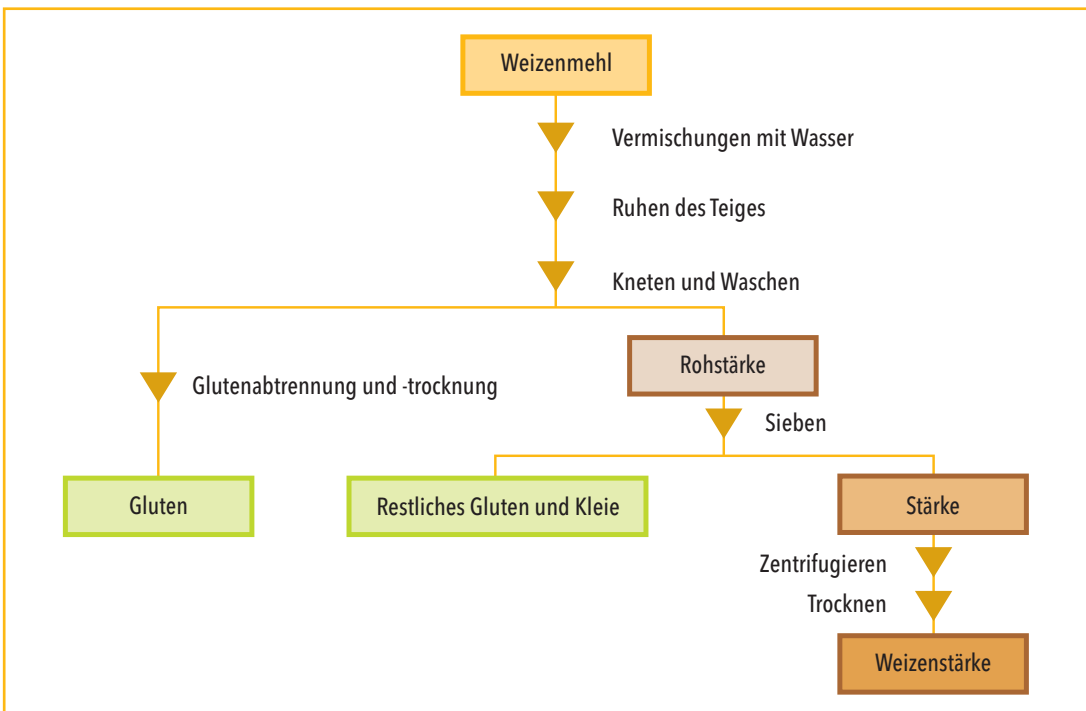 Weizenmehl
Vermischungen mit Wasser
Ruhen des Teiges
Kneten und Waschen
Glutenabtrennung und -trocknung
Rohstärke
Sieben
Gluten
Restliches Gluten und Kleie
Stärke
Zentrifugieren
Trocknen
Weizenstärke